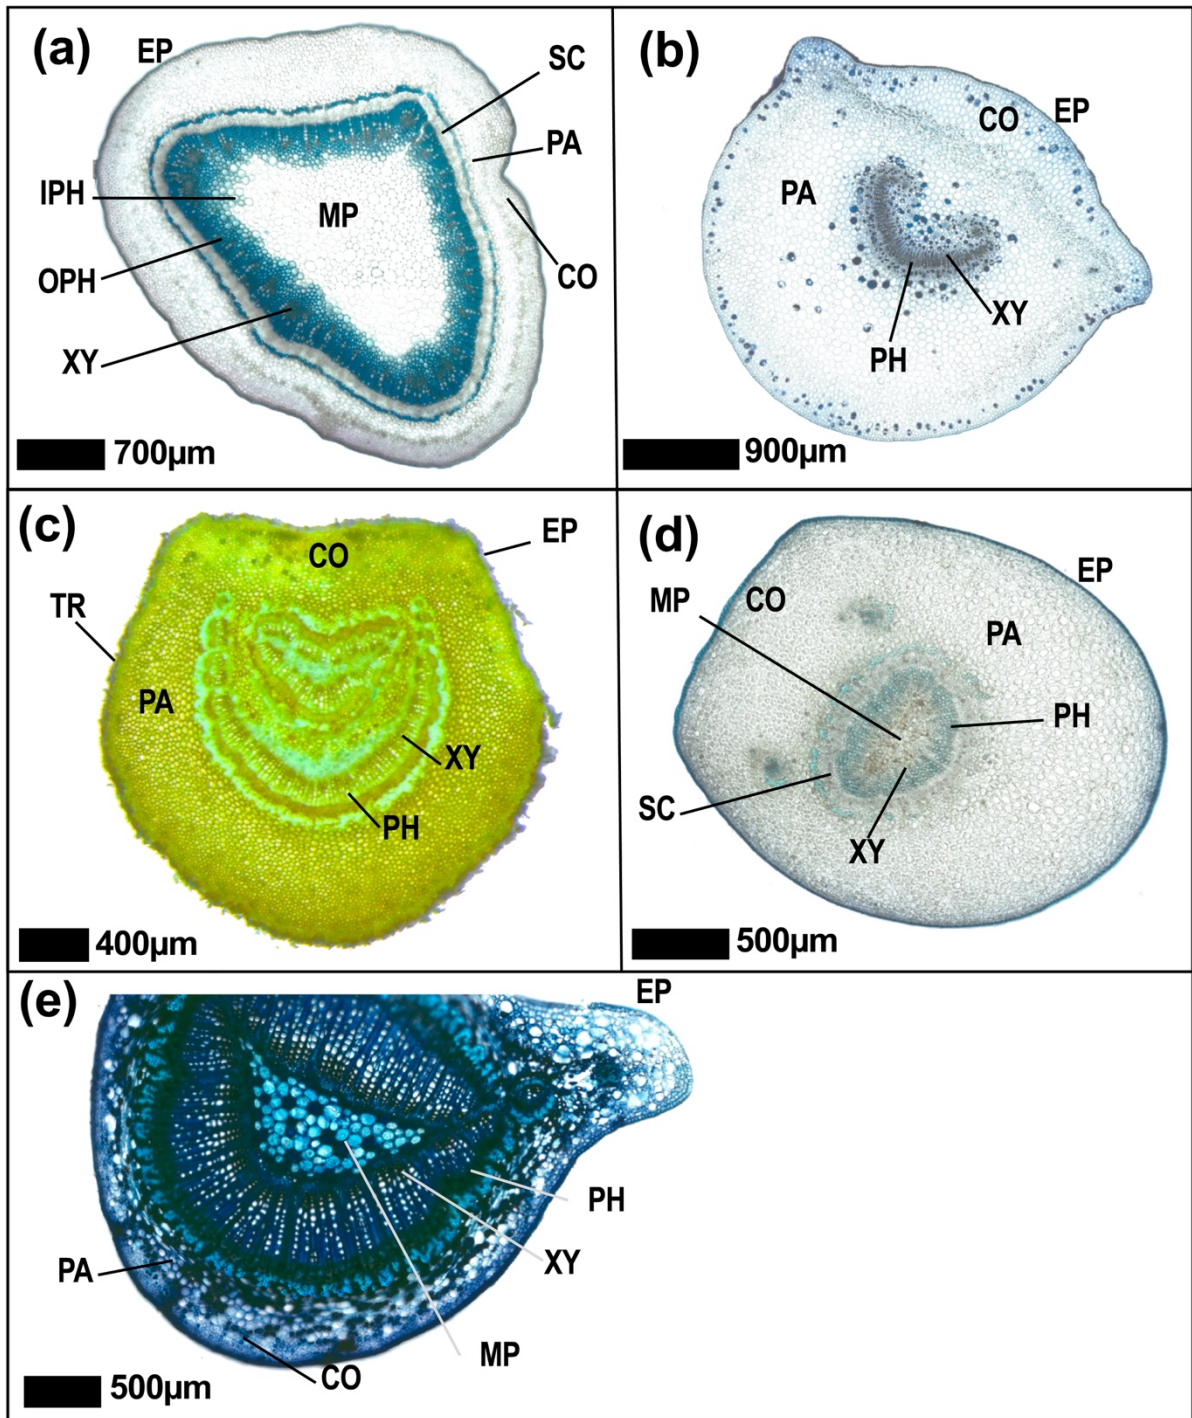 (a)
EP
SC
PA
IPH
MP
OPH
CO
XY
700µm
(b)
CO
EP
PA
XY
PH
900µm
(c)
CO
EP
TR
PA
XY
PH
400µm
(d)
EP
MP
CO
PA
PH
SC
XY
500µm
(e)
EP
PH
PA
XY
MP
CO
500µm